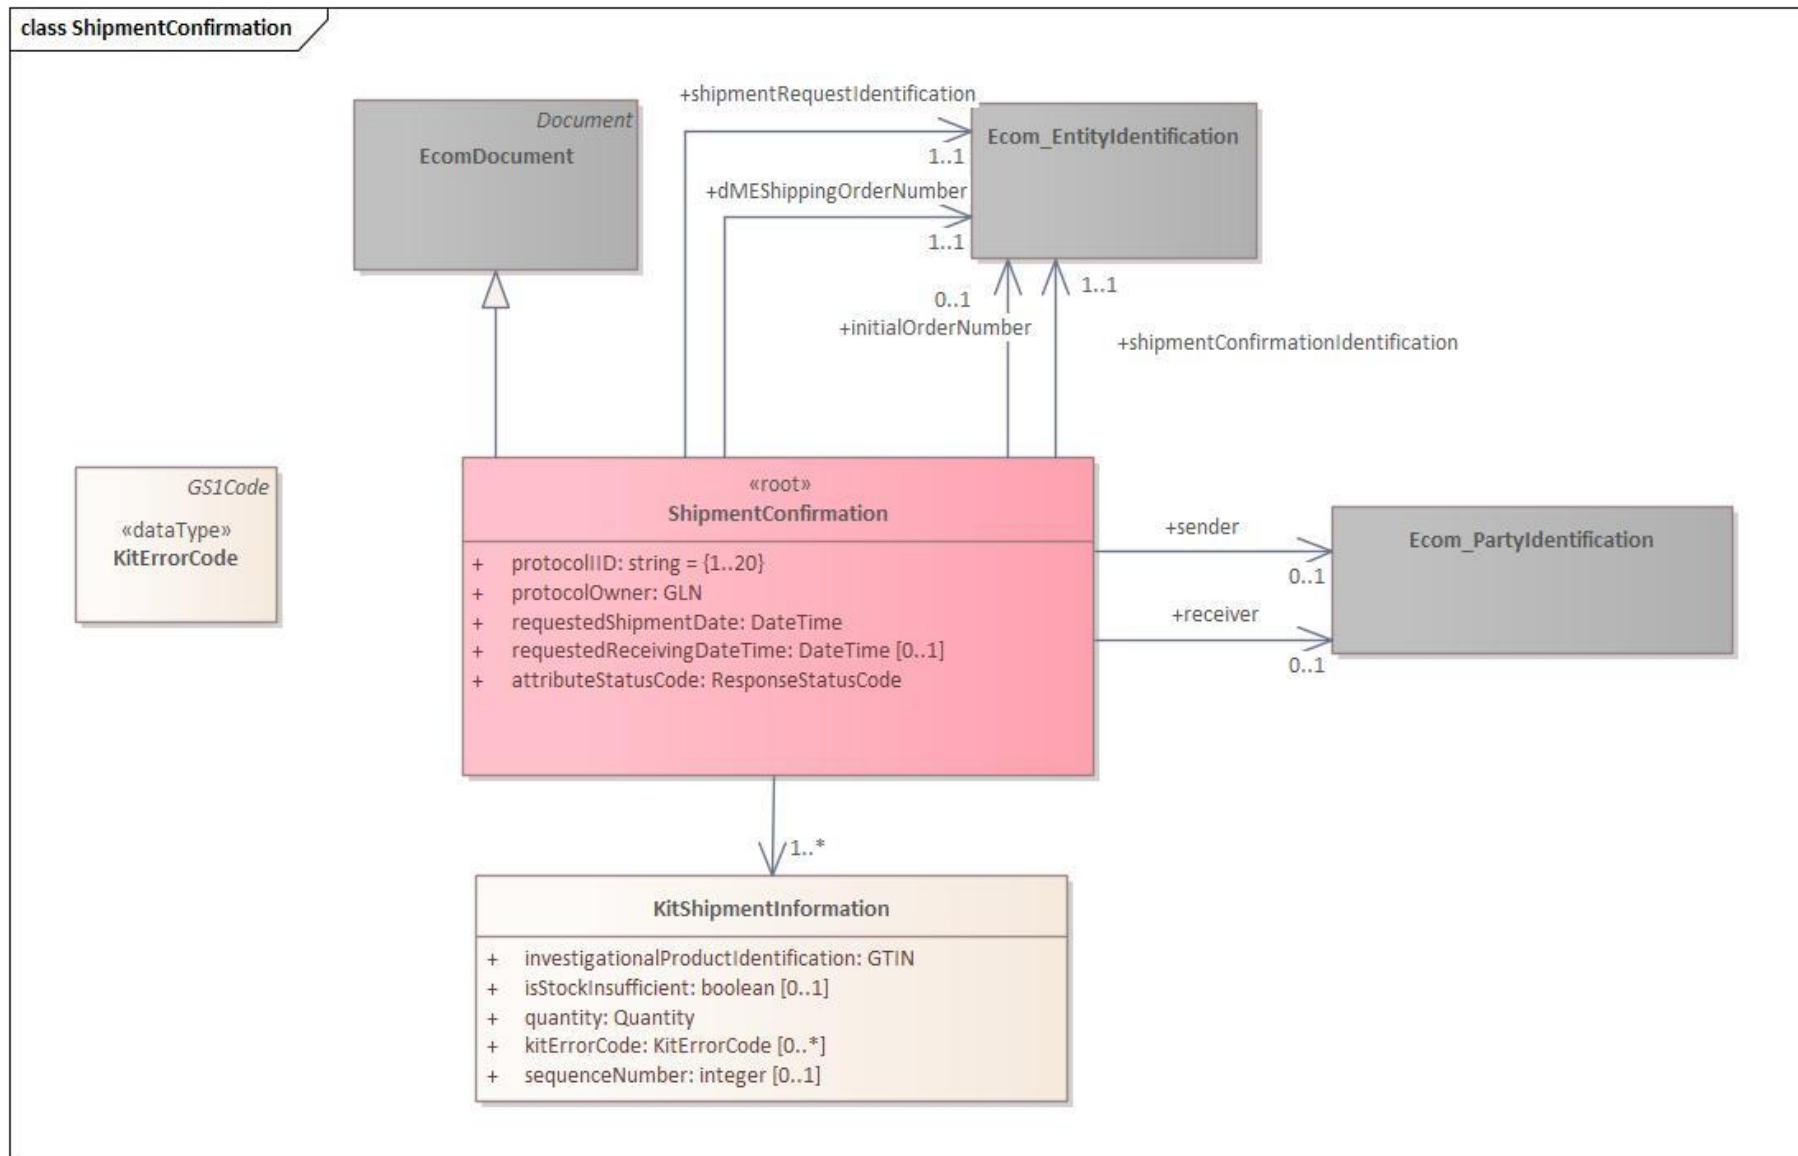 class ShipmentConfirmation
+shipmentRequestIdentification
Document
EcomDocument
Ecom_EntityIdentification
1..1
+dMEShippingOrderNumber
1..1
0..1
1..1
+initialOrderNumber
+shipmentConfirmationIdentification
GS1Code
«dataType»
KitErrorCode
«root»
ShipmentConfirmation
+ protocolIID: string = {1..20}
+ protocolOwner: GLN
+ requestedShipmentDate: DateTime
+ requestedReceivingDateTime: DateTime [0..1]
+ attributeStatusCode: ResponseStatusCode
+sender
0..1
Ecom_PartyIdentification
+receiver
0..1
1..*
KitShipmentInformation
+ investigationalProductIdentification: GTIN
+ isStockInsufficient: boolean [0..1]
+ quantity: Quantity
+ kitErrorCode: KitErrorCode [0..*]
+ sequenceNumber: integer [0..1]